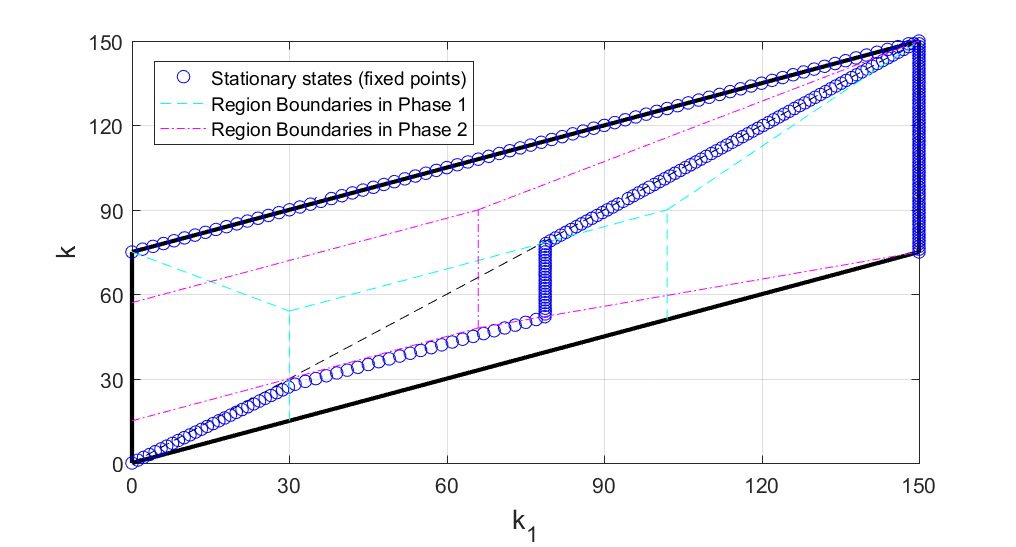 150
120
90
60
30
0
k
Stationary states (fixed points)
Region Boundaries in Phase 1
Region Boundaries in Phase 2
0 30 60 90 120 150
k₁